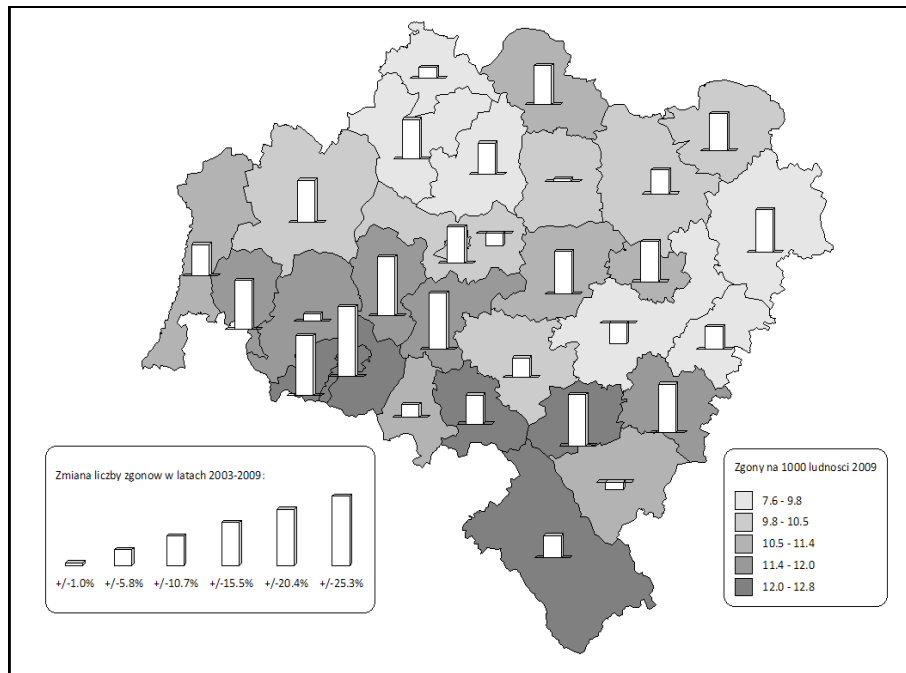 Zmiana liczby zgonow w latach 2003-2009:
+/-1.0% +/-5.8% +/-10.7% +/-15.5% +/-20.4% +/-25.3%
Zgony na 1000 ludnosci 2009
7.6 - 9.8
9.8 - 10.5
10.5 - 11.4
11.4 - 12.0
12.0 - 12.8